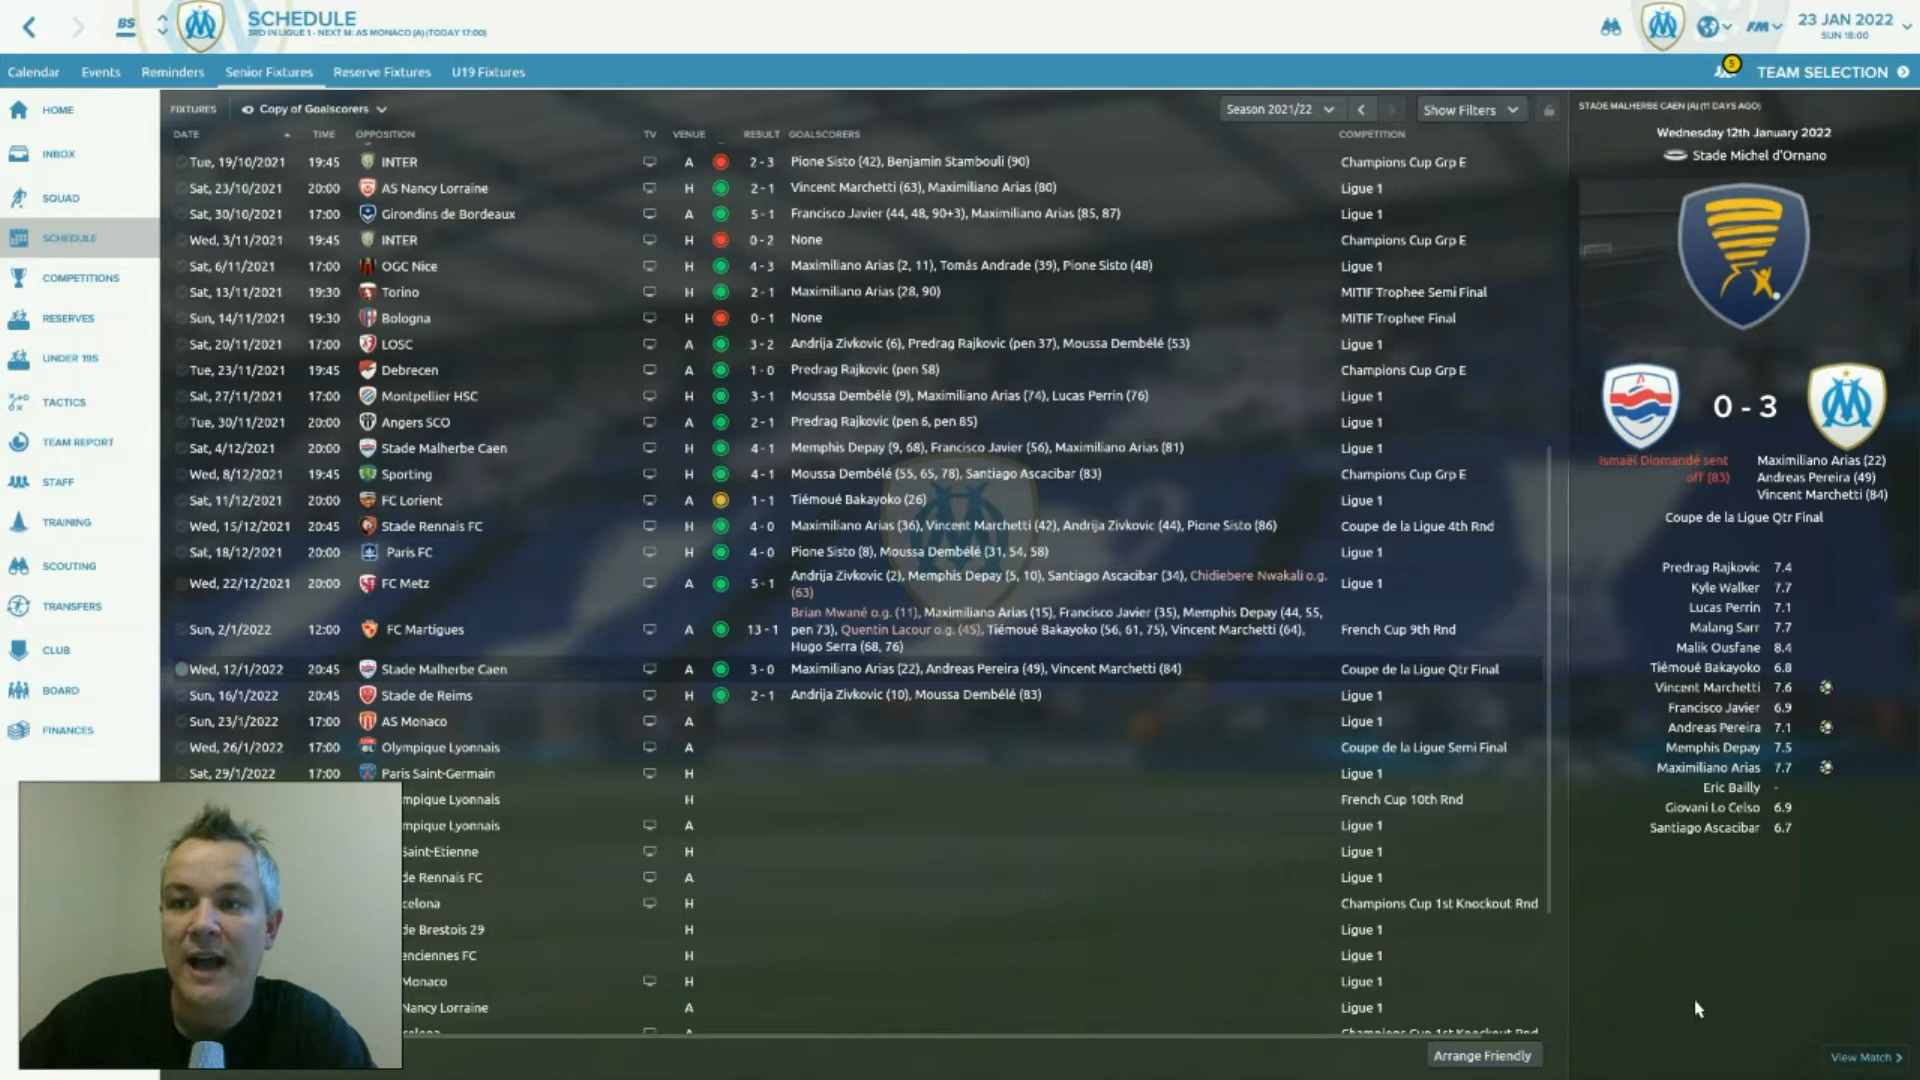 BS
SCHEDULE
3RD IN LIGUE 1 - NEXT M: AS MONACO (A) (TODAY 17:00)
FM
23 JAN 2022
SUN 18:00
Calendar Events Reminders Senior Fixtures Reserve Fixtures U19 Fixtures
5
TEAM SELECTION
HOME
INBOX
SQUAD
SCHEDULE
COMPETITIONS
RESERVES
UNDER 19S
TACTICS
TEAM REPORT
STAFF
TRAINING
SCOUTING
TRANSFERS
CLUB
BOARD
FINANCES
FIXTURES Copy of Goalscorers Season 2021/22 Show Filters
DATE TIME OPPOSITION TV VENUE RESULT GOALSCORERS COMPETITION
Tue, 19/10/2021 19:45 INTER A 2 - 3 Pione Sisto (42), Benjamin Stambouli (90) Champions Cup Grp E
Sat, 23/10/2021 20:00 AS Nancy Lorraine H 2 - 1 Vincent Marchetti (63), Maximiliano Arias (80) Ligue 1
Sat, 30/10/2021 17:00 Girondins de Bordeaux A 5 - 1 Francisco Javier (44, 48, 90+3), Maximiliano Arias (85, 87) Ligue 1
Wed, 3/11/2021 19:45 INTER H 0 - 2 None Champions Cup Grp E
Sat, 6/11/2021 17:00 OGC Nice H 4 - 3 Maximiliano Arias (2, 11), Tomás Andrade (39), Pione Sisto (48) Ligue 1
Sat, 13/11/2021 19:30 Torino H 2 - 1 Maximiliano Arias (28, 90) MITIF Trophee Semi Final
Sun, 14/11/2021 19:30 Bologna H 0 - 1 None MITIF Trophee Final
Sat, 20/11/2021 17:00 LOSC A 3 - 2 Andrija Zivkovic (6), Predrag Rajkovic (pen 37), Moussa Dembélé (53) Ligue 1
Tue, 23/11/2021 19:45 Debrecen A 1 - 0 Predrag Rajkovic (pen 58) Champions Cup Grp E
Sat, 27/11/2021 17:00 Montpellier HSC H 3 - 1 Moussa Dembélé (9), Maximiliano Arias (74), Lucas Perrin (76) Ligue 1
Tue, 30/11/2021 20:00 Angers SCO A 2 - 1 Predrag Rajkovic (pen 6, pen 85) Ligue 1
Sat, 4/12/2021 20:00 Stade Malherbe Caen H 4 - 1 Memphis Depay (9, 68), Francisco Javier (56), Maximiliano Arias (81) Ligue 1
Wed, 8/12/2021 19:45 Sporting H 4 - 1 Moussa Dembélé (55, 65, 78), Santiago Ascacibar (83) Champions Cup Grp E
Sat, 11/12/2021 20:00 FC Lorient A 1 - 1 Tiémoué Bakayoko (26) Ligue 1
Wed, 15/12/2021 20:45 Stade Rennais FC H 4 - 0 Maximiliano Arias (36), Vincent Marchetti (42), Andrija Zivkovic (44), Pione Sisto (86) Coupe de la Ligue 4th Rnd
Sat, 18/12/2021 20:00 Paris FC H 4 - 0 Pione Sisto (8), Moussa Dembélé (31, 54, 58) Ligue 1
Wed, 22/12/2021 20:00 FC Metz A 5 - 1 Andrija Zivkovic (2), Memphis Depay (5, 10), Santiago Ascacibar (34), Chidiebere Nwakali o.g. Ligue 1
(63)
Brian Mwané o.g. (11), Maximiliano Arias (15), Francisco Javier (35), Memphis Depay (44, 55,
Sun, 2/1/2022 12:00 FC Martigues A 13 - 1 pen 73), Quentin Lacour o.g. (45), Tiémoué Bakayoko (56, 61, 75), Vincent Marchetti (64), French Cup 9th Rnd
Hugo Serra (68, 76)
Wed, 12/1/2022 20:45 Stade Malherbe Caen A 3 - 0 Maximiliano Arias (22), Andreas Pereira (49), Vincent Marchetti (84) Coupe de la Ligue Qtr Final
Sun, 16/1/2022 20:45 Stade de Reims H 2 - 1 Andrija Zivkovic (10), Moussa Dembélé (83) Ligue 1
Sun, 23/1/2022 17:00 AS Monaco A Ligue 1
Wed, 26/1/2022 17:00 Olympique Lyonnais A Coupe de la Ligue Semi Final
Sat, 29/1/2022 17:00 Paris Saint-Germain H Ligue 1
mpique Lyonnais H French Cup 10th Rnd
mpique Lyonnais A Ligue 1
Saint-Etienne H Ligue 1
de Rennais FC A Ligue 1
celona H Champions Cup 1st Knockout Rnd
de Brestois 29 H Ligue 1
enciennes FC H Ligue 1
Monaco H Ligue 1
Nancy Lorraine A Ligue 1
celona A Champions Cup 1st Knockout Rnd
Arrange Friendly
STADE MALHERBE CAEN (A) (11 DAYS AGO)
Wednesday 12th January 2022
Stade Michel d'Ornano
0 - 3
Ismaël Diomandé sent
off (83)
Maximiliano Arias (22)
Andreas Pereira (49)
Vincent Marchetti (84)
Coupe de la Ligue Qtr Final
Predrag Rajkovic 7.4
Kyle Walker 7.7
Lucas Perrin 7.1
Malang Sarr 7.7
Malik Ousfane 8.4
Tiémoué Bakayoko 6.8
Vincent Marchetti 7.6
Francisco Javier 6.9
Andreas Pereira 7.1
Memphis Depay 7.5
Maximiliano Arias 7.7
Eric Bailly -
Giovani Lo Celso 6.9
Santiago Ascacibar 6.7
View Match